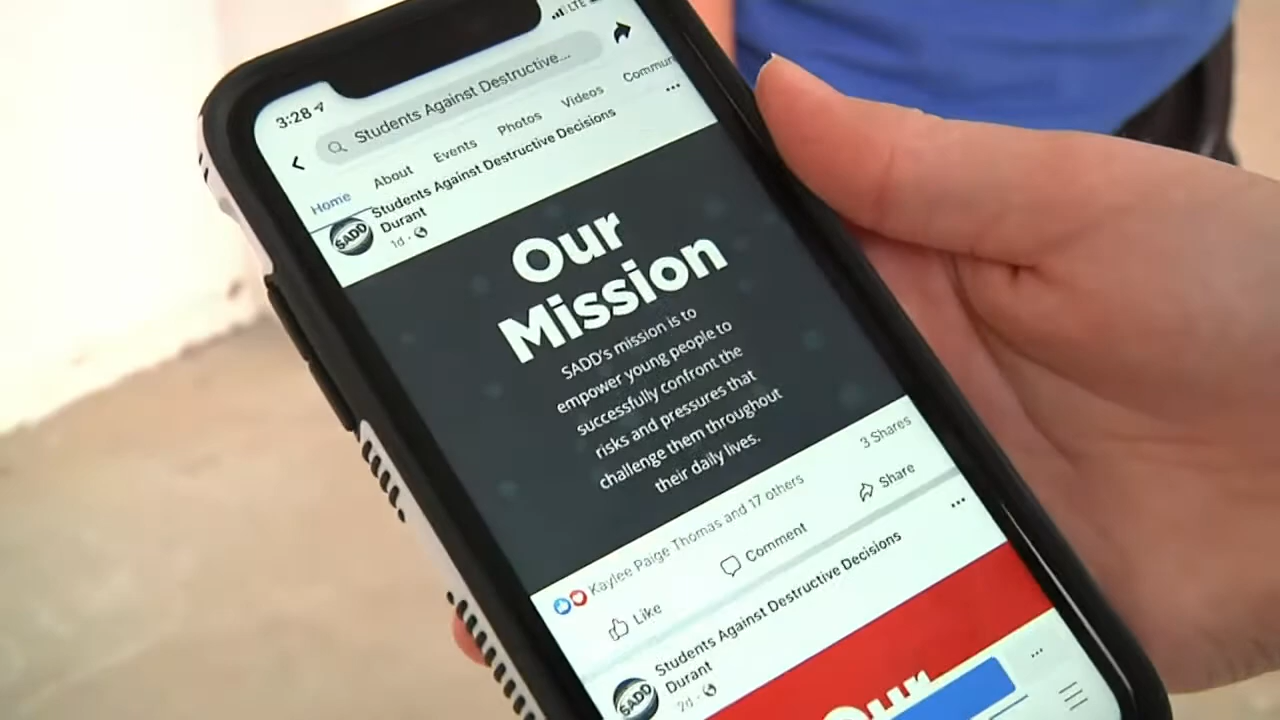 3:28
LTE
Students Against Destructive...
Home About Events Photos Videos Commun
SADD
Students Against Destructive Decisions
Durant
1d ·
Our
Mission
SADD's mission is to
empower young people to
successfully confront the
risks and pressures that
challenge them throughout
their daily lives.
Kaylee Paige Thomas and 17 others
3 Shares
Like Comment Share
SADD
Students Against Destructive Decisions
Durant
2d ·
Our